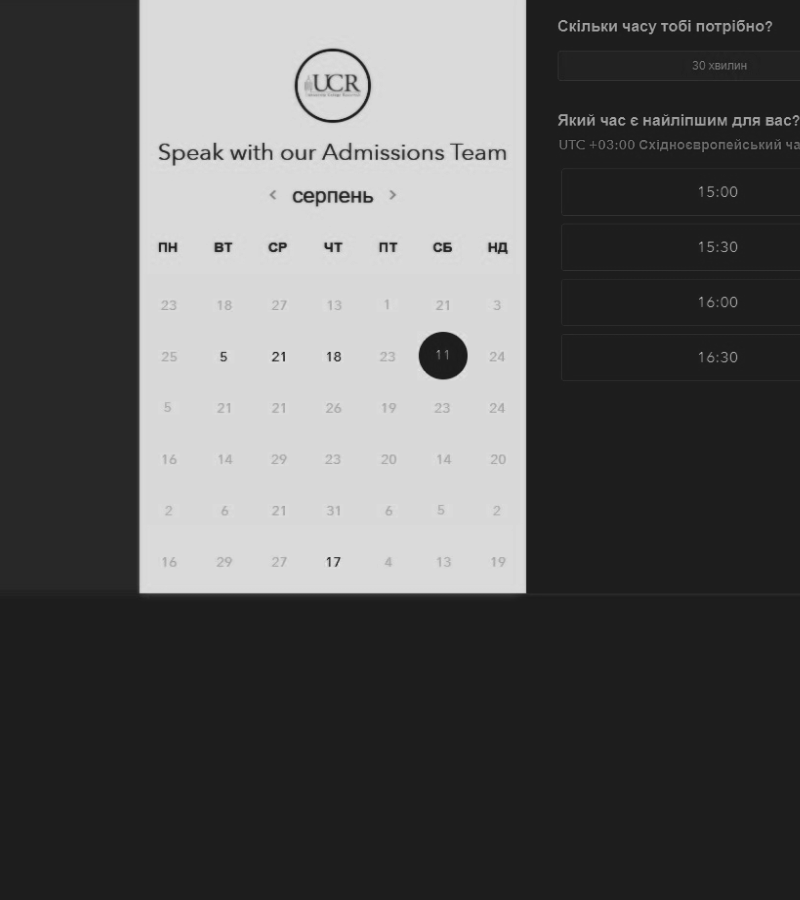 UCR
Speak with our Admissions Team
серпень
ПН ВТ СР ЧТ ПТ СБ НД
23 18 27 13 1 21 3
25 5 21 18 23 11 24
5 21 21 26 19 23 24
16 14 29 23 20 14 20
2 6 21 31 6 5 2
16 29 27 17 4 13 19
Скільки часу тобі потрібно?
30 хвилин
Який час є найліпшим для вас?
UTC +03:00 Східноєвропейський ча
15:00
15:30
16:00
16:30